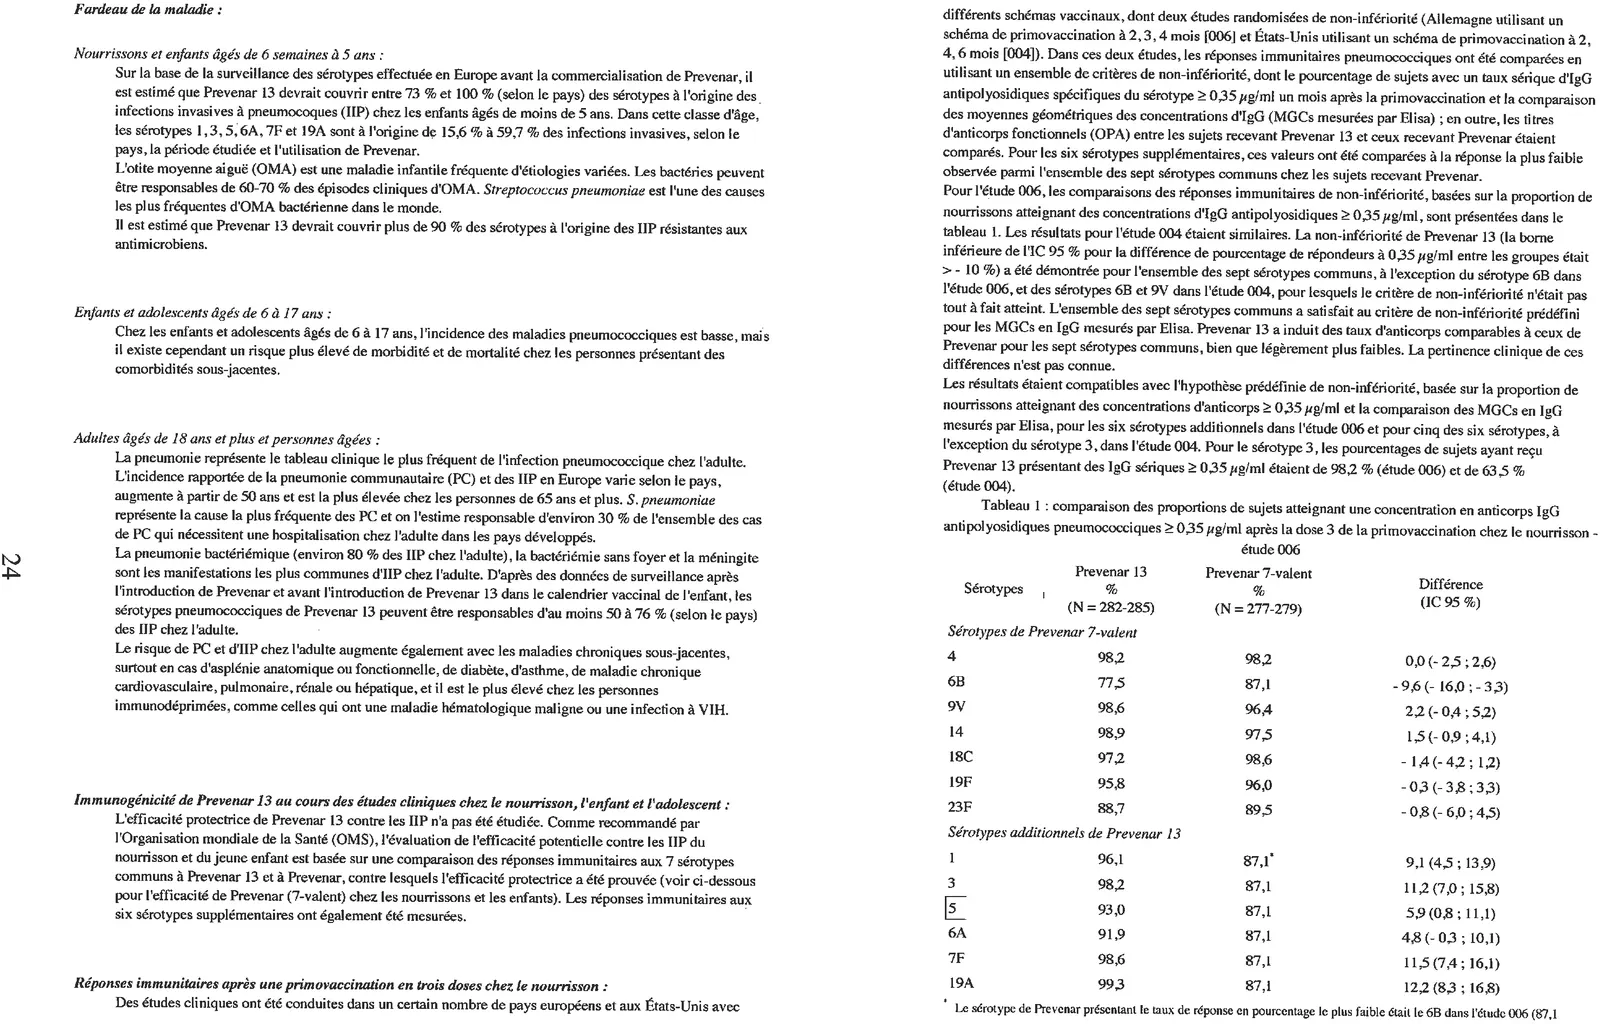 Fardeau de la maladie :
Nourrissons et enfants âgés de 6 semaines à 5 ans :
Sur la base de la surveillance des sérotypes effectuée en Europe avant la commercialisation de Prevenar, il
est estimé que Prevenar 13 devrait couvrir entre 73 % et 100 % (selon le pays) des sérotypes à l'origine des
infections invasives à pneumocoques (IIP) chez les enfants âgés de moins de 5 ans. Dans cette classe d'âge,
les sérotypes 1, 3, 5, 6A, 7F et 19A sont à l'origine de 15,6 % à 59,7 % des infections invasives, selon le
pays, la période étudiée et l'utilisation de Prevenar.
L'otite moyenne aiguë (OMA) est une maladie infantile fréquente d'étiologies variées. Les bactéries peuvent
être responsables de 60-70 % des épisodes cliniques d'OMA. Streptococcus pneumoniae est l'une des causes
les plus fréquentes d'OMA bactérienne dans le monde.
Il est estimé que Prevenar 13 devrait couvrir plus de 90 % des sérotypes à l'origine des IIP résistantes aux
antimicrobiens.
Enfants et adolescents âgés de 6 à 17 ans :
Chez les enfants et adolescents âgés de 6 à 17 ans, l'incidence des maladies pneumococciques est basse, mais
il existe cependant un risque plus élevé de morbidité et de mortalité chez les personnes présentant des
comorbidités sous-jacentes.
Adultes âgés de 18 ans et plus et personnes âgées :
La pneumonie représente le tableau clinique le plus fréquent de l'infection pneumococcique chez l'adulte.
L'incidence rapportée de la pneumonie communautaire (PC) et des IIP en Europe varie selon le pays,
augmente à partir de 50 ans et est la plus élevée chez les personnes de 65 ans et plus. S. pneumoniae
représente la cause la plus fréquente des PC et on l'estime responsable d'environ 30 % de l'ensemble des cas
de PC qui nécessitent une hospitalisation chez l'adulte dans les pays développés.
La pneumonie bactériémique (environ 80 % des IIP chez l'adulte), la bactériémie sans foyer et la méningite
sont les manifestations les plus communes d'IIP chez l'adulte. D'après des données de surveillance après
l'introduction de Prevenar et avant l'introduction de Prevenar 13 dans le calendrier vaccinal de l'enfant, les
sérotypes pneumococciques de Prevenar 13 peuvent être responsables d'au moins 50 à 76 % (selon le pays)
des IIP chez l'adulte.
Le risque de PC et d'IIP chez l'adulte augmente également avec les maladies chroniques sous-jacentes,
surtout en cas d'asplénie anatomique ou fonctionnelle, de diabète, d'asthme, de maladie chronique
cardiovasculaire, pulmonaire, rénale ou hépatique, et il est le plus élevé chez les personnes
immunodéprimées, comme celles qui ont une maladie hématologique maligne ou une infection à VIH.
Immunogénicité de Prevenar 13 au cours des études cliniques chez le nourrisson, l'enfant et l'adolescent :
L'efficacité protectrice de Prevenar 13 contre les IIP n'a pas été étudiée. Comme recommandé par
l'Organisation mondiale de la Santé (OMS), l'évaluation de l'efficacité potentielle contre les IIP du
nourrisson et du jeune enfant est basée sur une comparaison des réponses immunitaires aux 7 sérotypes
communs à Prevenar 13 et à Prevenar, contre lesquels l'efficacité protectrice a été prouvée (voir ci-dessous
pour l'efficacité de Prevenar (7-valent) chez les nourrissons et les enfants). Les réponses immunitaires aux
six sérotypes supplémentaires ont également été mesurées.
Réponses immunitaires après une primovaccination en trois doses chez le nourrisson :
Des études cliniques ont été conduites dans un certain nombre de pays européens et aux États-Unis avec
24
différents schémas vaccinaux, dont deux études randomisées de non-infériorité (Allemagne utilisant un
schéma de primovaccination à 2, 3, 4 mois [006] et États-Unis utilisant un schéma de primovaccination à 2,
4, 6 mois [004]). Dans ces deux études, les réponses immunitaires pneumococciques ont été comparées en
utilisant un ensemble de critères de non-infériorité, dont le pourcentage de sujets avec un taux sérique d'IgG
antipolyosidiques spécifiques du sérotype ≥ 0,35 µg/ml un mois après la primovaccination et la comparaison
des moyennes géométriques des concentrations d'IgG (MGCs mesurées par Elisa) ; en outre, les titres
d'anticorps fonctionnels (OPA) entre les sujets recevant Prevenar 13 et ceux recevant Prevenar étaient
comparés. Pour les six sérotypes supplémentaires, ces valeurs ont été comparées à la réponse la plus faible
observée parmi l'ensemble des sept sérotypes communs chez les sujets recevant Prevenar.
Pour l'étude 006, les comparaisons des réponses immunitaires de non-infériorité, basées sur la proportion de
nourrissons atteignant des concentrations d'IgG antipolyosidiques ≥ 0,35 µg/ml, sont présentées dans le
tableau 1. Les résultats pour l'étude 004 étaient similaires. La non-infériorité de Prevenar 13 (la borne
inférieure de l'IC 95 % pour la différence de pourcentage de répondeurs à 0,35 µg/ml entre les groupes était
> - 10 %) a été démontrée pour l'ensemble des sept sérotypes communs, à l'exception du sérotype 6B dans
l'étude 006, et des sérotypes 6B et 9V dans l'étude 004, pour lesquels le critère de non-infériorité n'était pas
tout à fait atteint. L'ensemble des sept sérotypes communs a satisfait au critère de non-infériorité prédéfini
pour les MGCs en IgG mesurés par Elisa. Prevenar 13 a induit des taux d'anticorps comparables à ceux de
Prevenar pour les sept sérotypes communs, bien que légèrement plus faibles. La pertinence clinique de ces
différences n'est pas connue.
Les résultats étaient compatibles avec l'hypothèse prédéfinie de non-infériorité, basée sur la proportion de
nourrissons atteignant des concentrations d'anticorps ≥ 0,35 µg/ml et la comparaison des MGCs en IgG
mesurés par Elisa, pour les six sérotypes additionnels dans l'étude 006 et pour cinq des six sérotypes, à
l'exception du sérotype 3, dans l'étude 004. Pour le sérotype 3, les pourcentages de sujets ayant reçu
Prevenar 13 présentant des IgG sériques ≥ 0,35 µg/ml étaient de 98,2 % (étude 006) et de 63,5 %
(étude 004).
Tableau 1 : comparaison des proportions de sujets atteignant une concentration en anticorps IgG
antipolyosidiques pneumococciques ≥ 0,35 µg/ml après la dose 3 de la primovaccination chez le nourrisson -
étude 006
Sérotypes Prevenar 13 % (N = 282-285) Prevenar 7-valent % (N = 277-279) Différence (IC 95 %)
Sérotypes de Prevenar 7-valent
4 98,2 98,2 0,0 (- 2,5 ; 2,6)
6B 77,5 87,1 - 9,6 (- 16,0 ; - 3,3)
9V 98,6 96,4 2,2 (- 0,4 ; 5,2)
14 98,9 97,5 1,5 (- 0,9 ; 4,1)
18C 97,2 98,6 - 1,4 (- 4,2 ; 1,2)
19F 95,8 96,0 - 0,3 (- 3,8 ; 3,3)
23F 88,7 89,5 - 0,8 (- 6,0 ; 4,5)
Sérotypes additionnels de Prevenar 13
1 96,1 87,1* 9,1 (4,5 ; 13,9)
3 98,2 87,1 11,2 (7,0 ; 15,8)
5 93,0 87,1 5,9 (0,8 ; 11,1)
6A 91,9 87,1 4,8 (- 0,3 ; 10,1)
7F 98,6 87,1 11,5 (7,4 ; 16,1)
19A 99,3 87,1 12,2 (8,3 ; 16,8)
* Le sérotype de Prevenar présentant le taux de réponse en pourcentage le plus faible était le 6B dans l'étude 006 (87,1